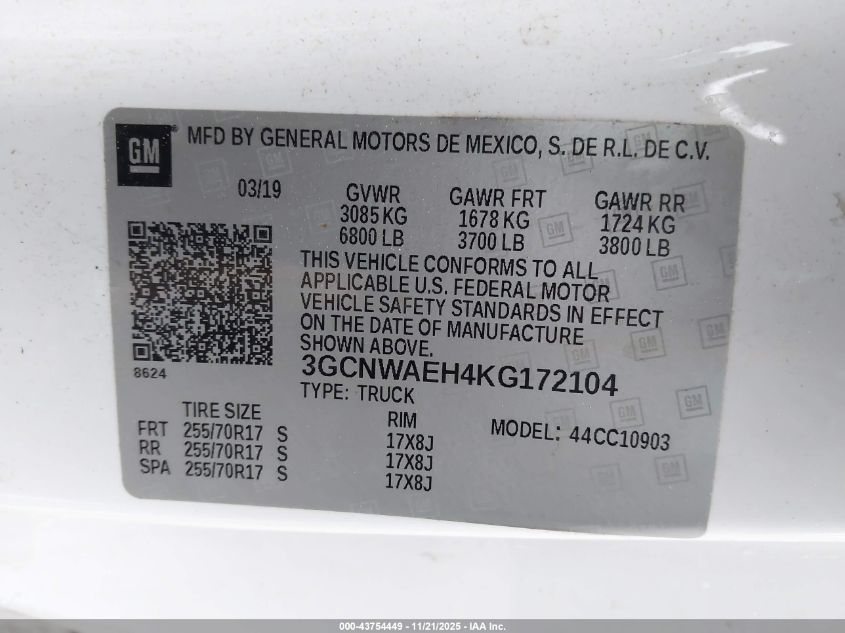 GM MFD BY GENERAL MOTORS DE MEXICO, S. DE R.L. DE C.V.
03/19
GVWR GAWR FRT GAWR RR
3085 KG 1678 KG 1724 KG
6800 LB 3700 LB 3800 LB
THIS VEHICLE CONFORMS TO ALL
APPLICABLE U.S. FEDERAL MOTOR
VEHICLE SAFETY STANDARDS IN EFFECT
ON THE DATE OF MANUFACTURE
SHOWN ABOVE.
8624
3GCNWAEH4KG172104
TYPE: TRUCK
TIRE SIZE RIM MODEL: 44CC10903
FRT 255/70R17 S 17X8J
RR 255/70R17 S 17X8J
SPA 255/70R17 S 17X8J
000-43754449 - 11/21/2025 - IAA Inc.